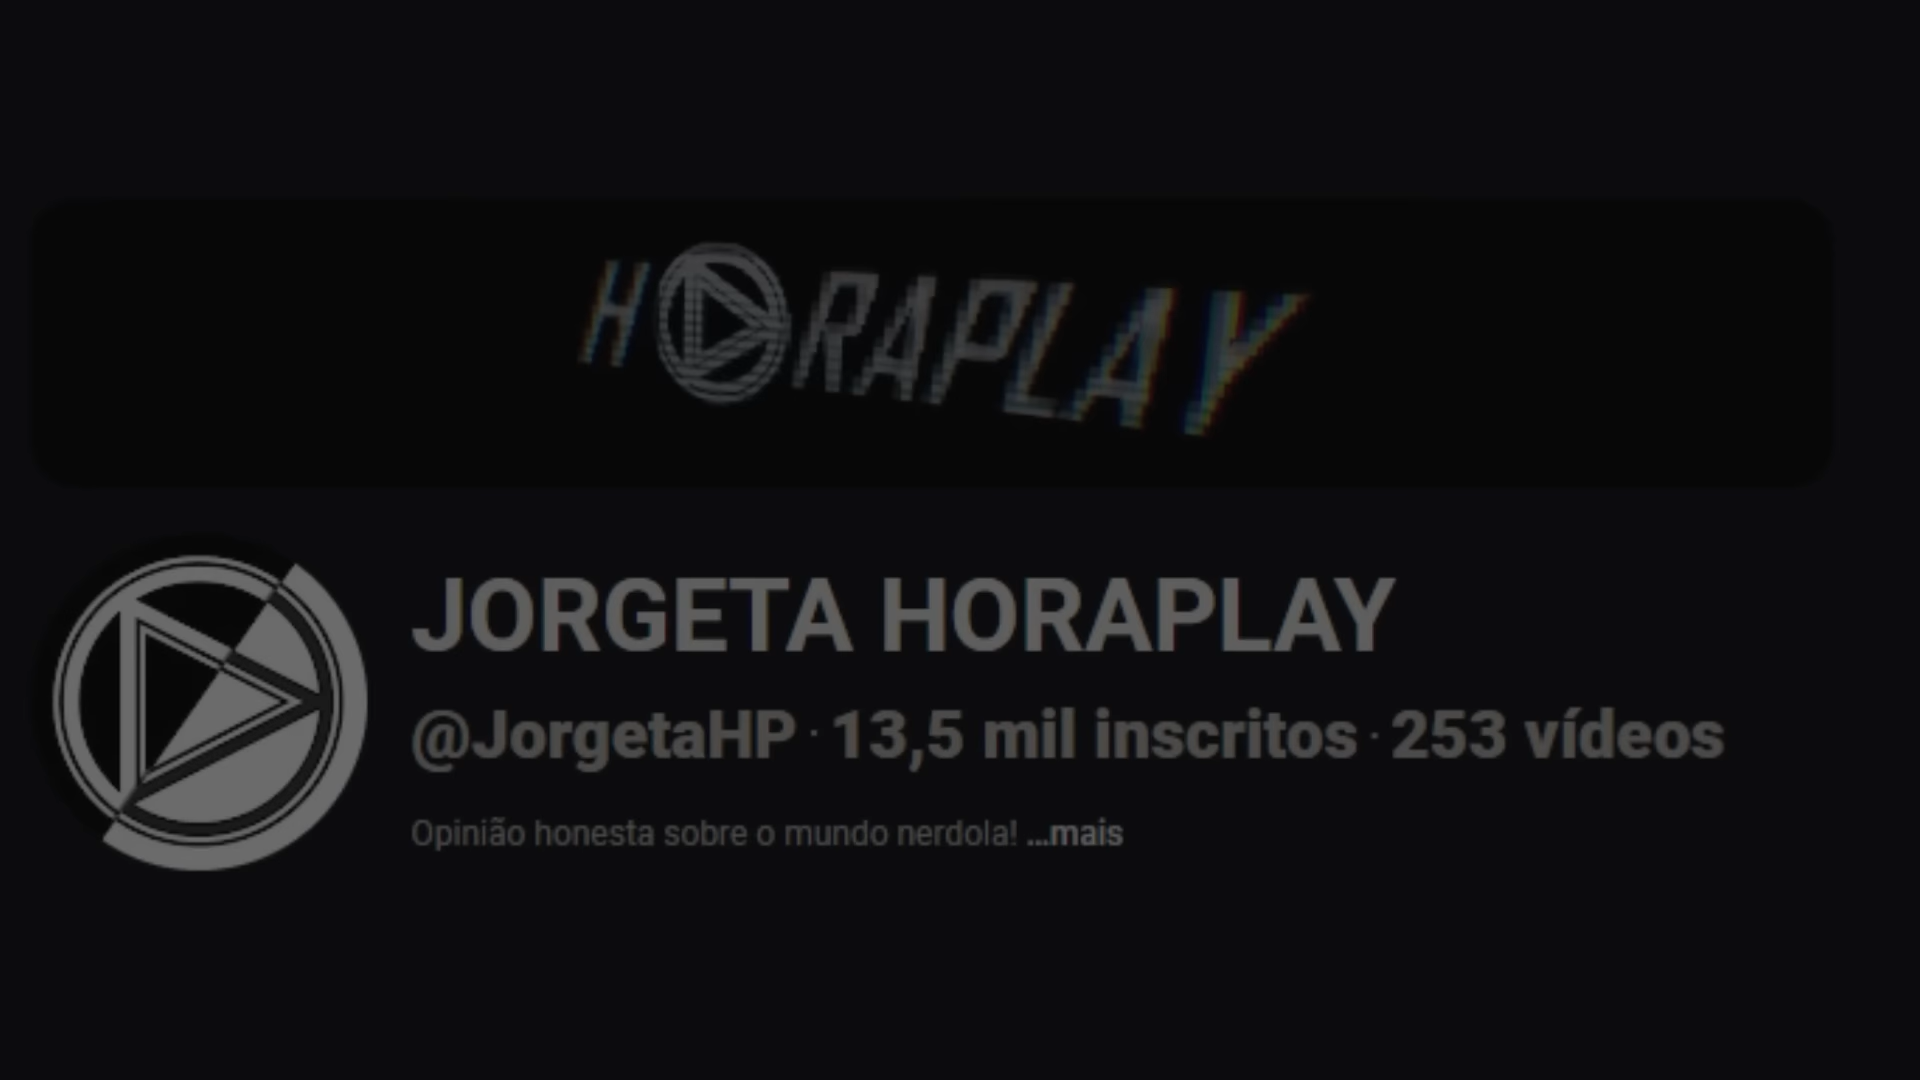 HORAPLAY
JORGETA HORAPLAY
@JorgetaHP · 13,5 mil inscritos · 253 vídeos
Opinião honesta sobre o mundo nerdola! ...mais